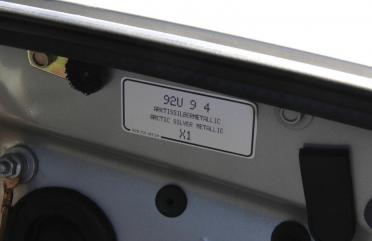 92U 9 4
ARKTISSILBERMETALLIC
ARCTIC SILVER METALLIC
X1